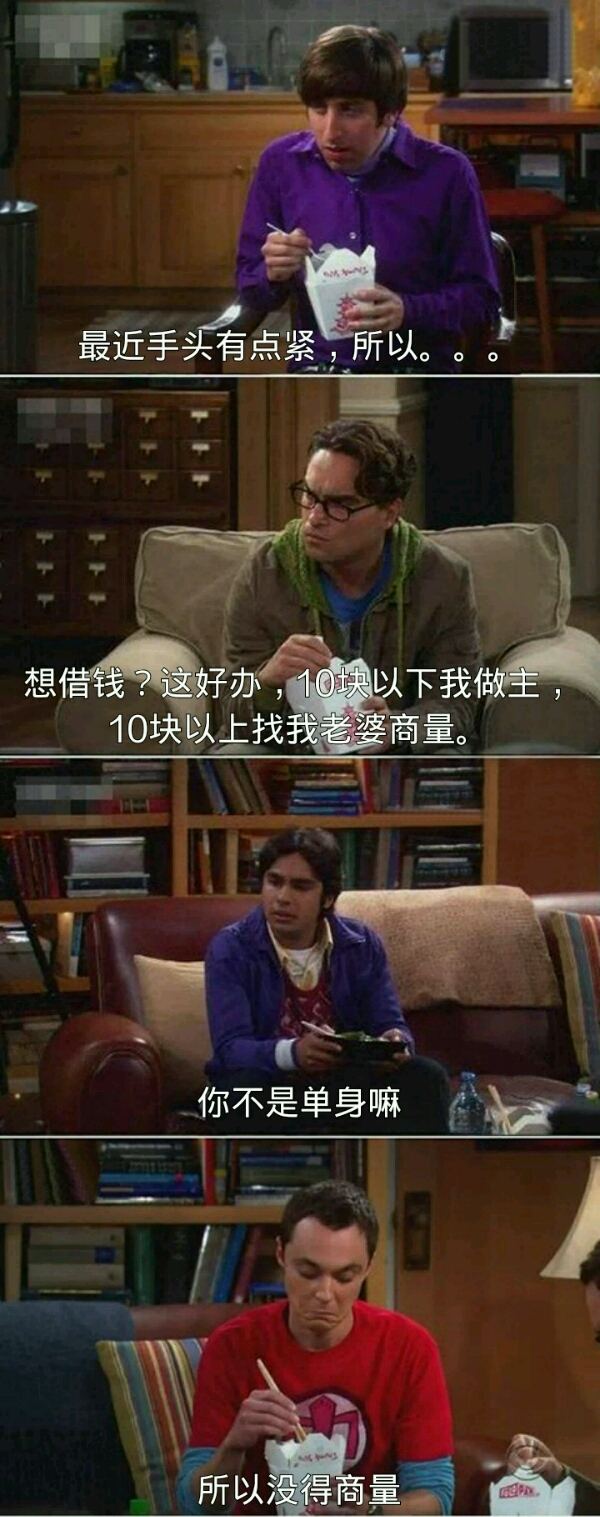 最近手头有点紧，所以。。。
想借钱？这好办，10块以下我做主，
10块以上找我老婆商量。
你不是单身嘛
所以没得商量